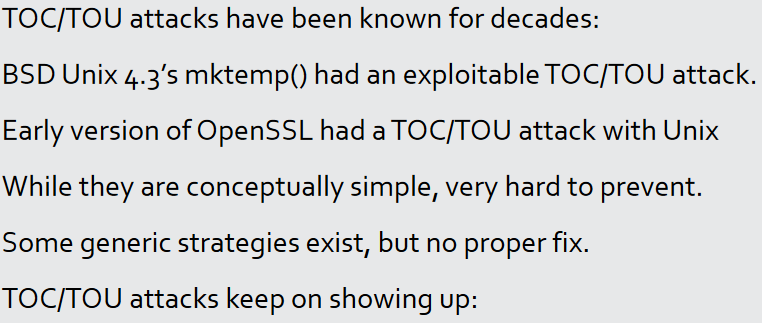 TOC/TOU attacks have been known for decades:
BSD Unix 4.3’s mktemp() had an exploitable TOC/TOU attack.
Early version of OpenSSL had a TOC/TOU attack with Unix
While they are conceptually simple, very hard to prevent.
Some generic strategies exist, but no proper fix.
TOC/TOU attacks keep on showing up: